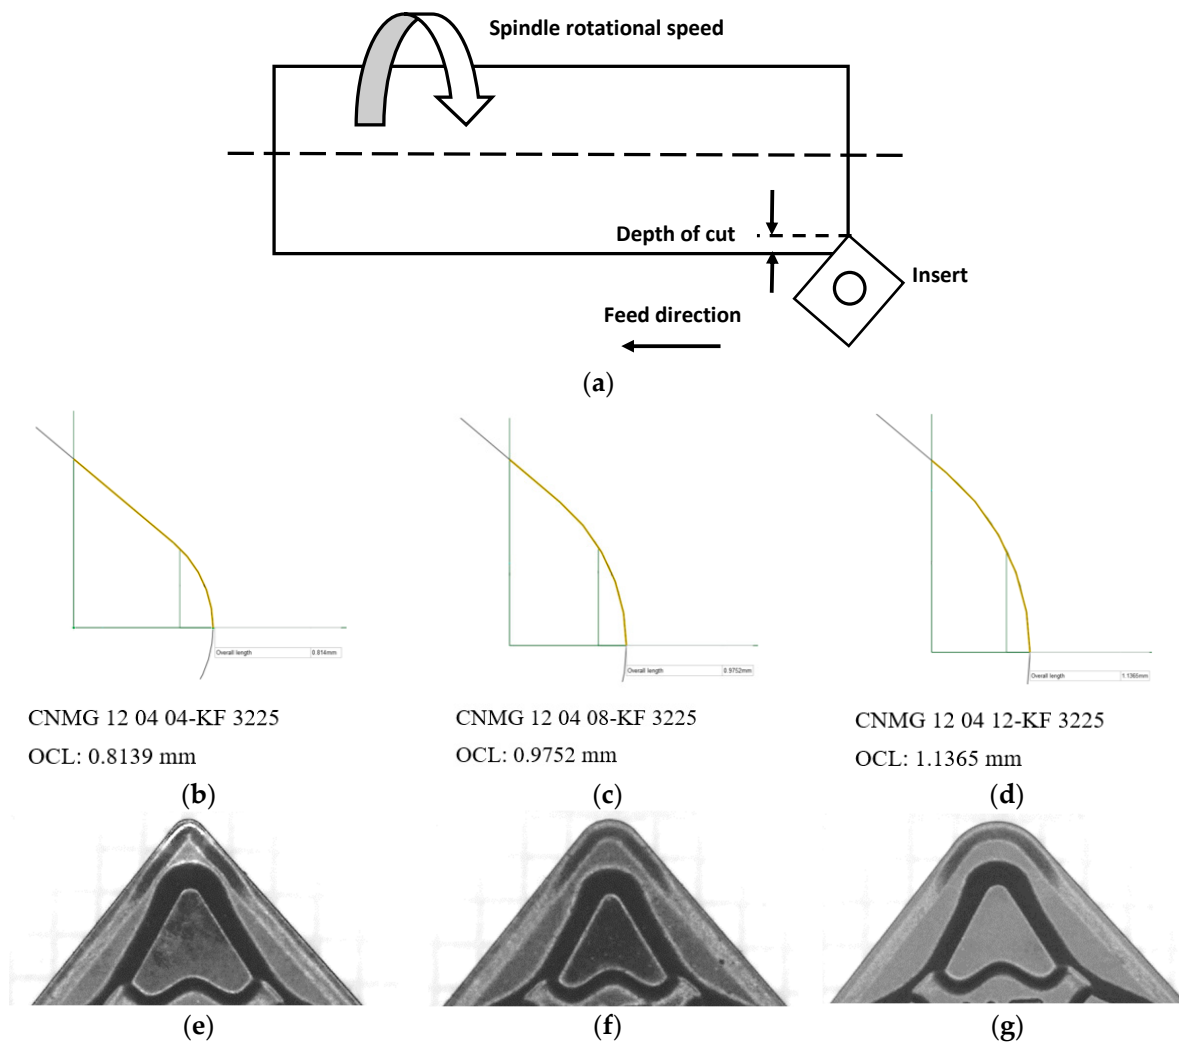 Spindle rotational speed
Depth of cut
Insert
Feed direction
(a)
Overall length 0.814mm
Overall length 0.9752mm
Overall length 1.1365mm
CNMG 12 04 04-KF 3225
CNMG 12 04 08-KF 3225
CNMG 12 04 12-KF 3225
OCL: 0.8139 mm
OCL: 0.9752 mm
OCL: 1.1365 mm
(b)
(c)
(d)
(e)
(f)
(g)